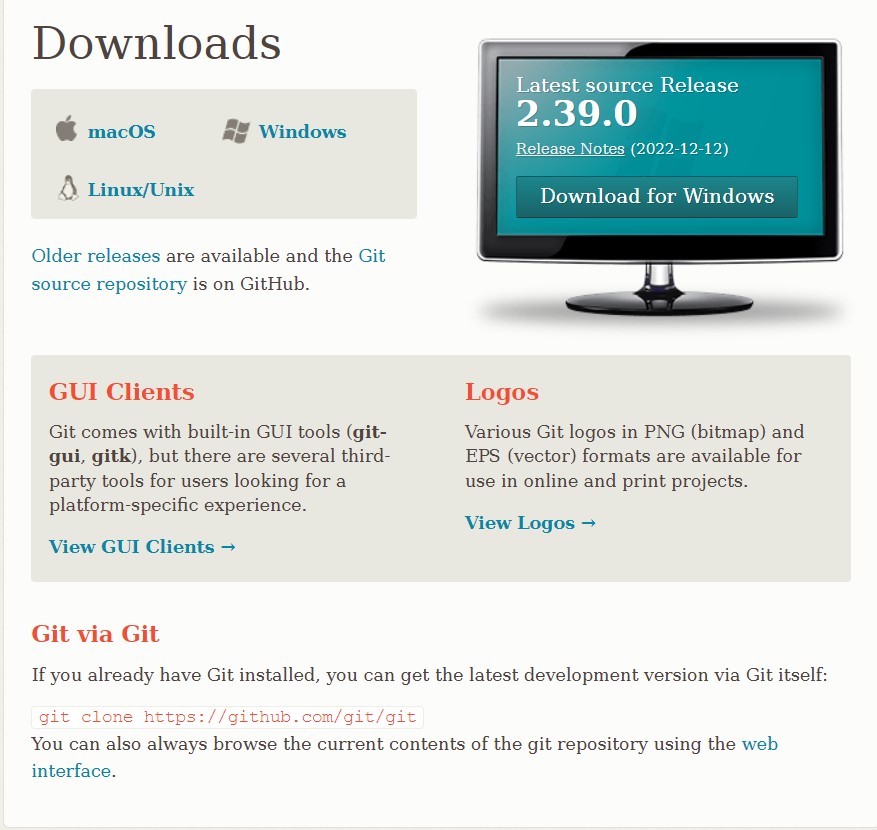 Downloads
macOS
Windows
Linux/Unix
Older releases are available and the Git
source repository is on GitHub.
Latest source Release
2.39.0
Release Notes (2022-12-12)
Download for Windows
GUI Clients
Git comes with built-in GUI tools (git-
gui, gitk), but there are several third-
party tools for users looking for a
platform-specific experience.
View GUI Clients →
Logos
Various Git logos in PNG (bitmap) and
EPS (vector) formats are available for
use in online and print projects.
View Logos →
Git via Git
If you already have Git installed, you can get the latest development version via Git itself:
git clone https://github.com/git/git
You can also always browse the current contents of the git repository using the web
interface.